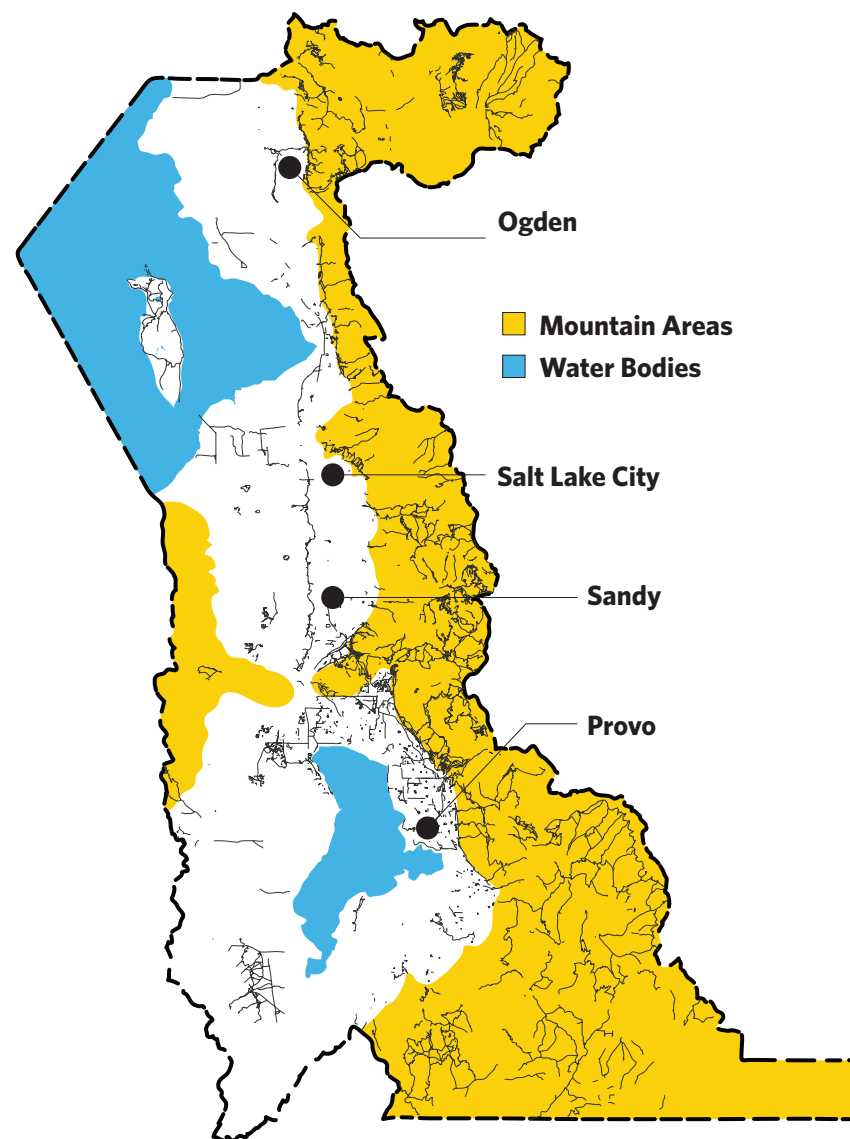 Ogden
Mountain Areas
Water Bodies
Salt Lake City
Sandy
Provo